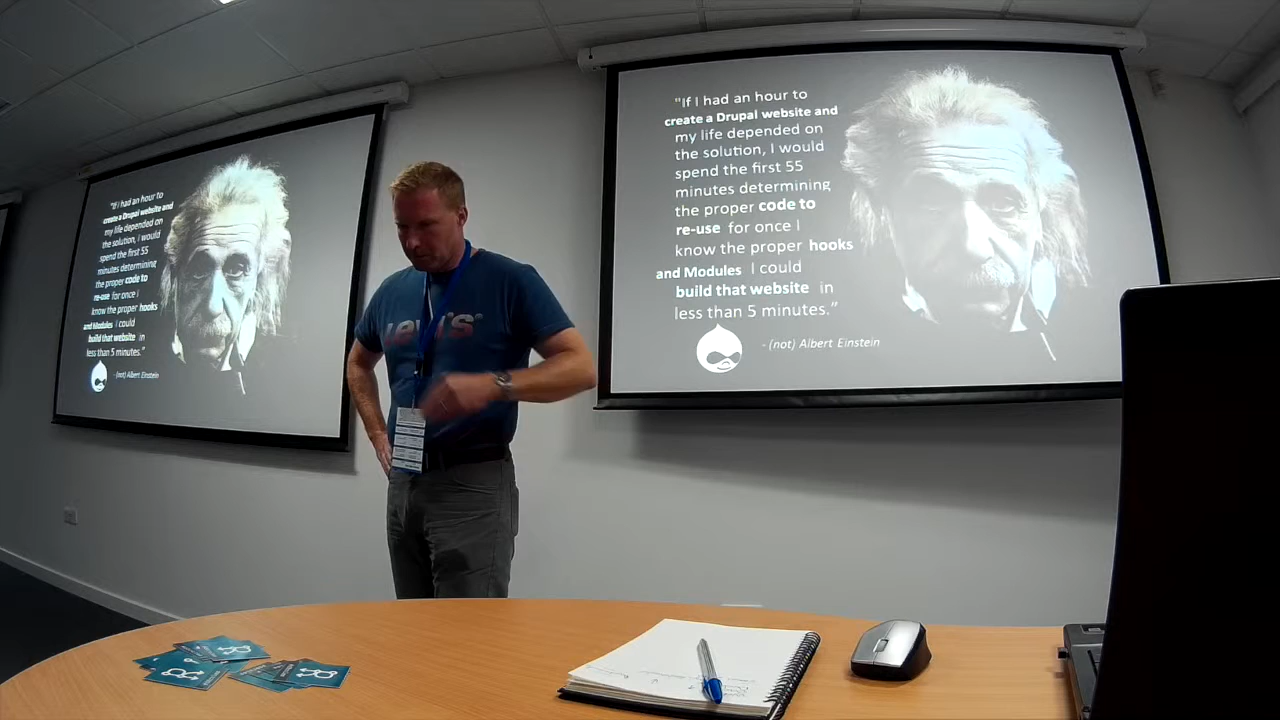 "If I had an hour to
create a Drupal website and
my life depended on
the solution, I would
spend the first 55
minutes determining
the proper code to
re-use for once I
know the proper hooks
and Modules I could
build that website in
less than 5 minutes."
- (not) Albert Einstein
Levi's
"If I had an hour to
create a Drupal website and
my life depended on
the solution, I would
spend the first 55
minutes determining
the proper code to
re-use for once I
know the proper hooks
and Modules I could
build that website in
less than 5 minutes."
- (not) Albert Einstein